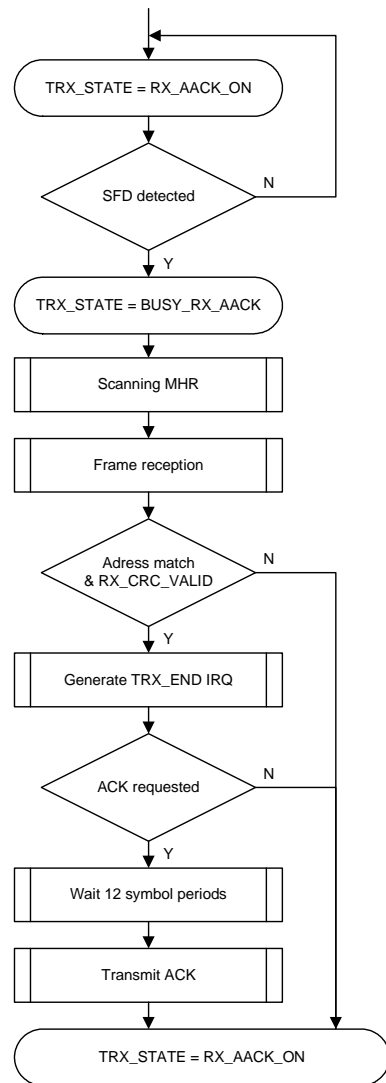 TRX_STATE = RX_AACK_ON
SFD detected
N
Y
TRX_STATE = BUSY_RX_AACK
Scanning MHR
Frame reception
Adress match
& RX_CRC_VALID
N
Y
Generate TRX_END IRQ
ACK requested
N
Y
Wait 12 symbol periods
Transmit ACK
TRX_STATE = RX_AACK_ON